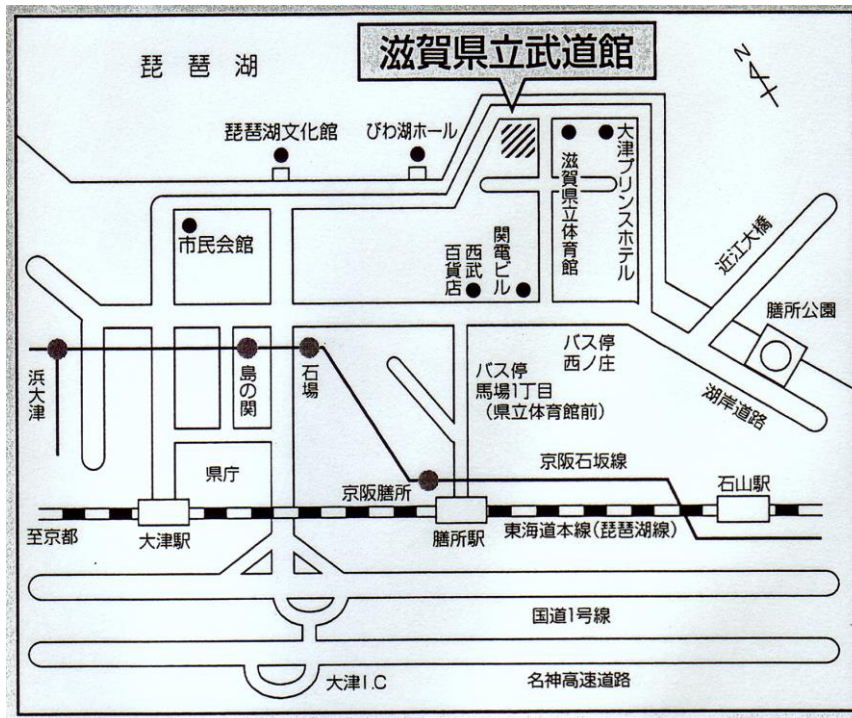 滋賀県立武道館
琵琶湖
N
琵琶湖文化館
びわ湖ホール
市民会館
西武
百貨店
関電ビル
滋賀県立体育館
大津プリンスホテル
近江大橋
膳所公園
湖岸道路
バス停
西ノ庄
バス停
馬場1丁目
(県立体育館前)
浜大津
島の関
石場
県庁
京阪膳所
京阪石坂線
石山駅
至京都
大津駅
膳所駅
東海道本線(琵琶湖線)
国道1号線
大津I.C
名神高速道路